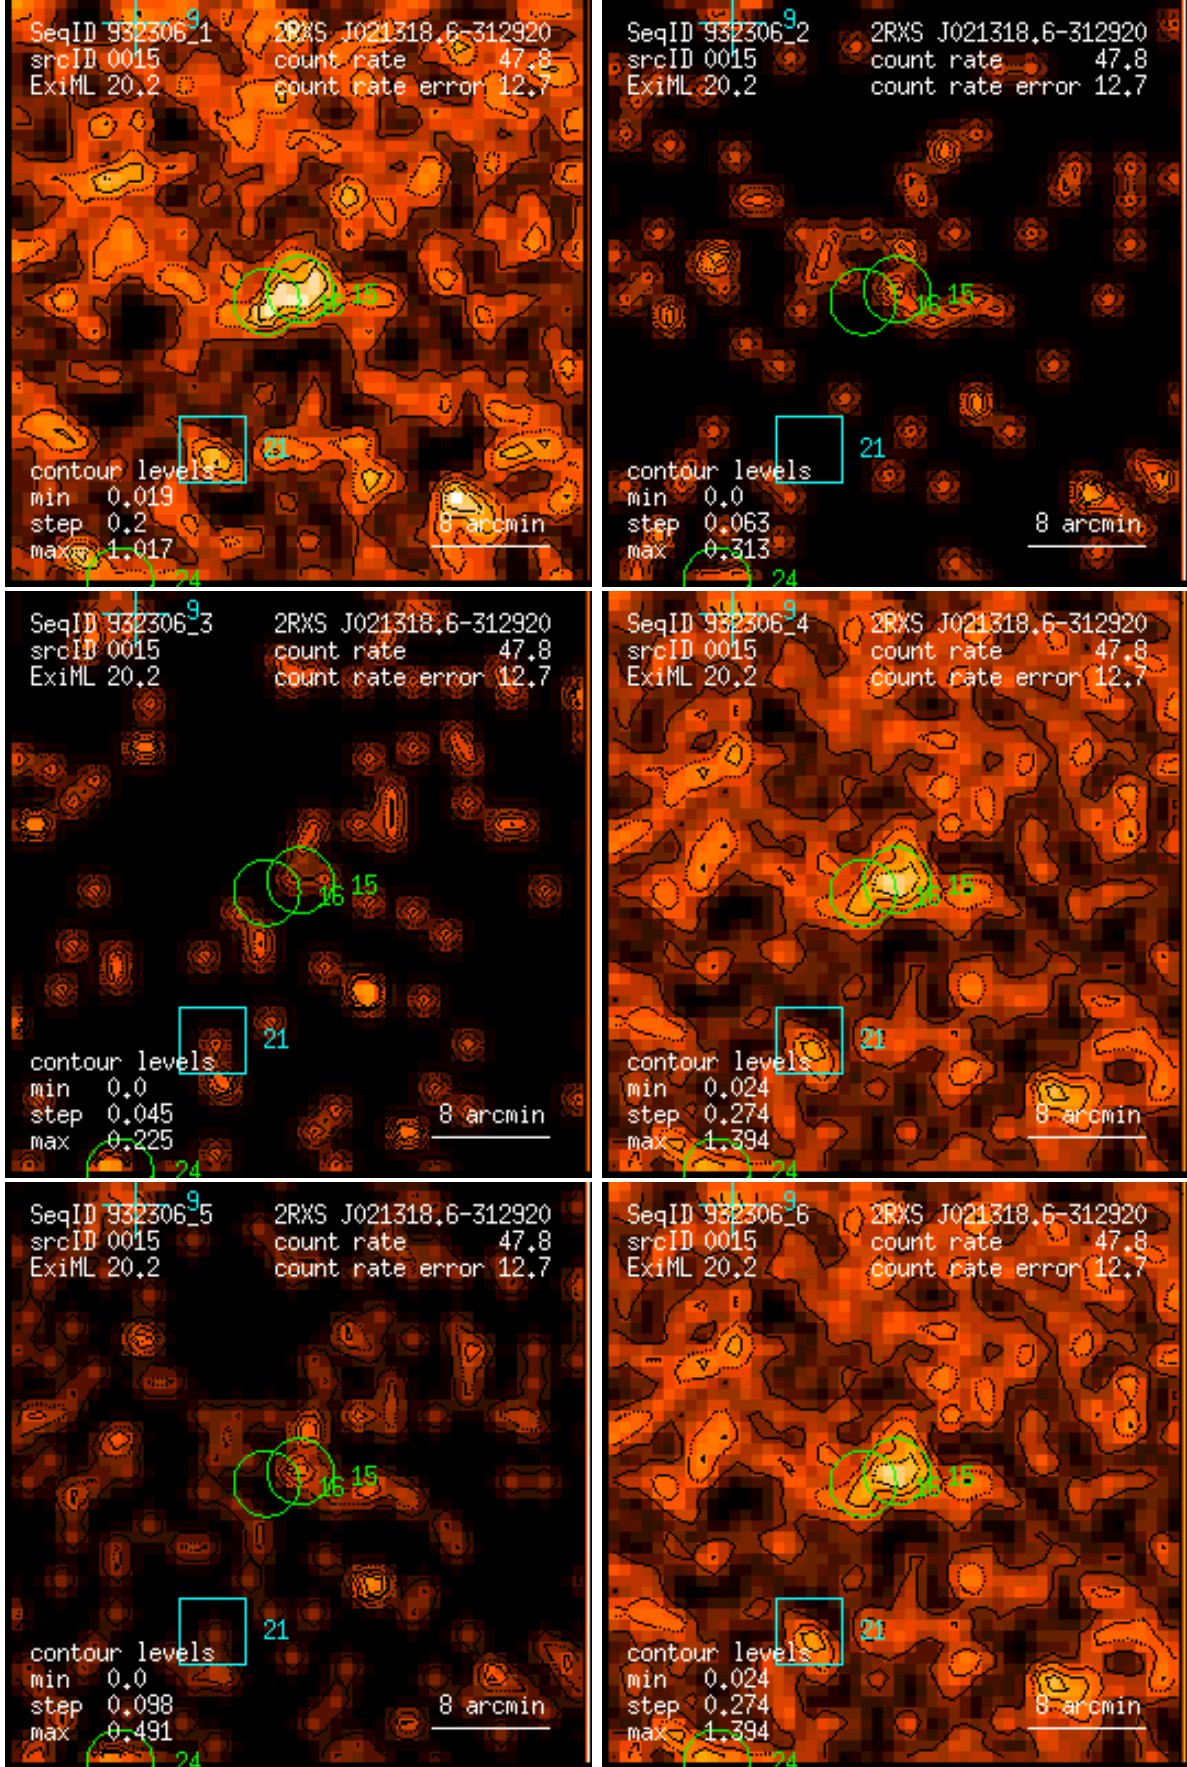 9
SeqID 932306_1 2RXS J021318.6-312920
srcID 0015 count rate 47.8
ExiML 20.2 count rate error 12.7
16 15
21
contour levels
min 0.019
step 0.2 8 arcmin
max 1.017
24
9
SeqID 932306_2 2RXS J021318.6-312920
srcID 0015 count rate 47.8
ExiML 20.2 count rate error 12.7
16 15
21
contour levels
min 0.0
step 0.063 8 arcmin
max 0.313
24
9
SeqID 932306_3 2RXS J021318.6-312920
srcID 0015 count rate 47.8
ExiML 20.2 count rate error 12.7
16 15
21
contour levels
min 0.0
step 0.045 8 arcmin
max 0.225
24
9
SeqID 932306_4 2RXS J021318.6-312920
srcID 0015 count rate 47.8
ExiML 20.2 count rate error 12.7
16 15
21
contour levels
min 0.024
step 0.274 8 arcmin
max 1.394
24
9
SeqID 932306_5 2RXS J021318.6-312920
srcID 0015 count rate 47.8
ExiML 20.2 count rate error 12.7
16 15
21
contour levels
min 0.0
step 0.098 8 arcmin
max 0.491
24
9
SeqID 932306_6 2RXS J021318.6-312920
srcID 0015 count rate 47.8
ExiML 20.2 count rate error 12.7
16 15
21
contour levels
min 0.024
step 0.274 8 arcmin
max 1.394
24